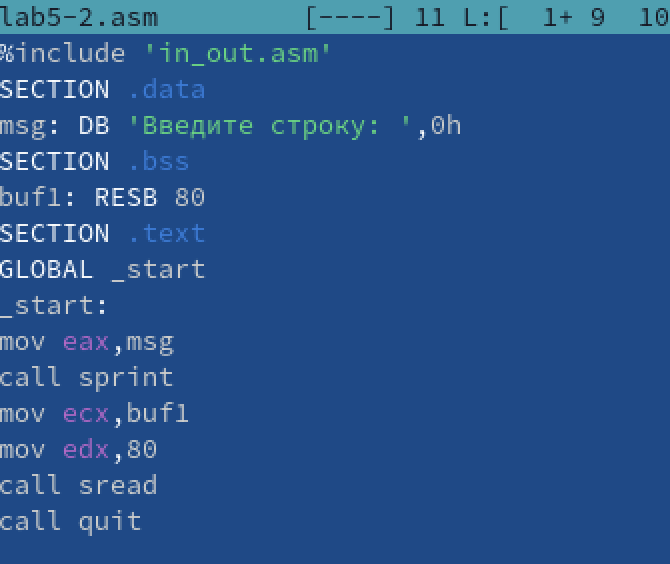 lab5-2.asm [----] 11 L:[ 1+ 9 10
%include 'in_out.asm'
SECTION .data
msg: DB 'Введите строку: ',0h
SECTION .bss
buf1: RESB 80
SECTION .text
GLOBAL _start
_start:
mov eax,msg
call sprint
mov ecx,buf1
mov edx,80
call sread
call quit